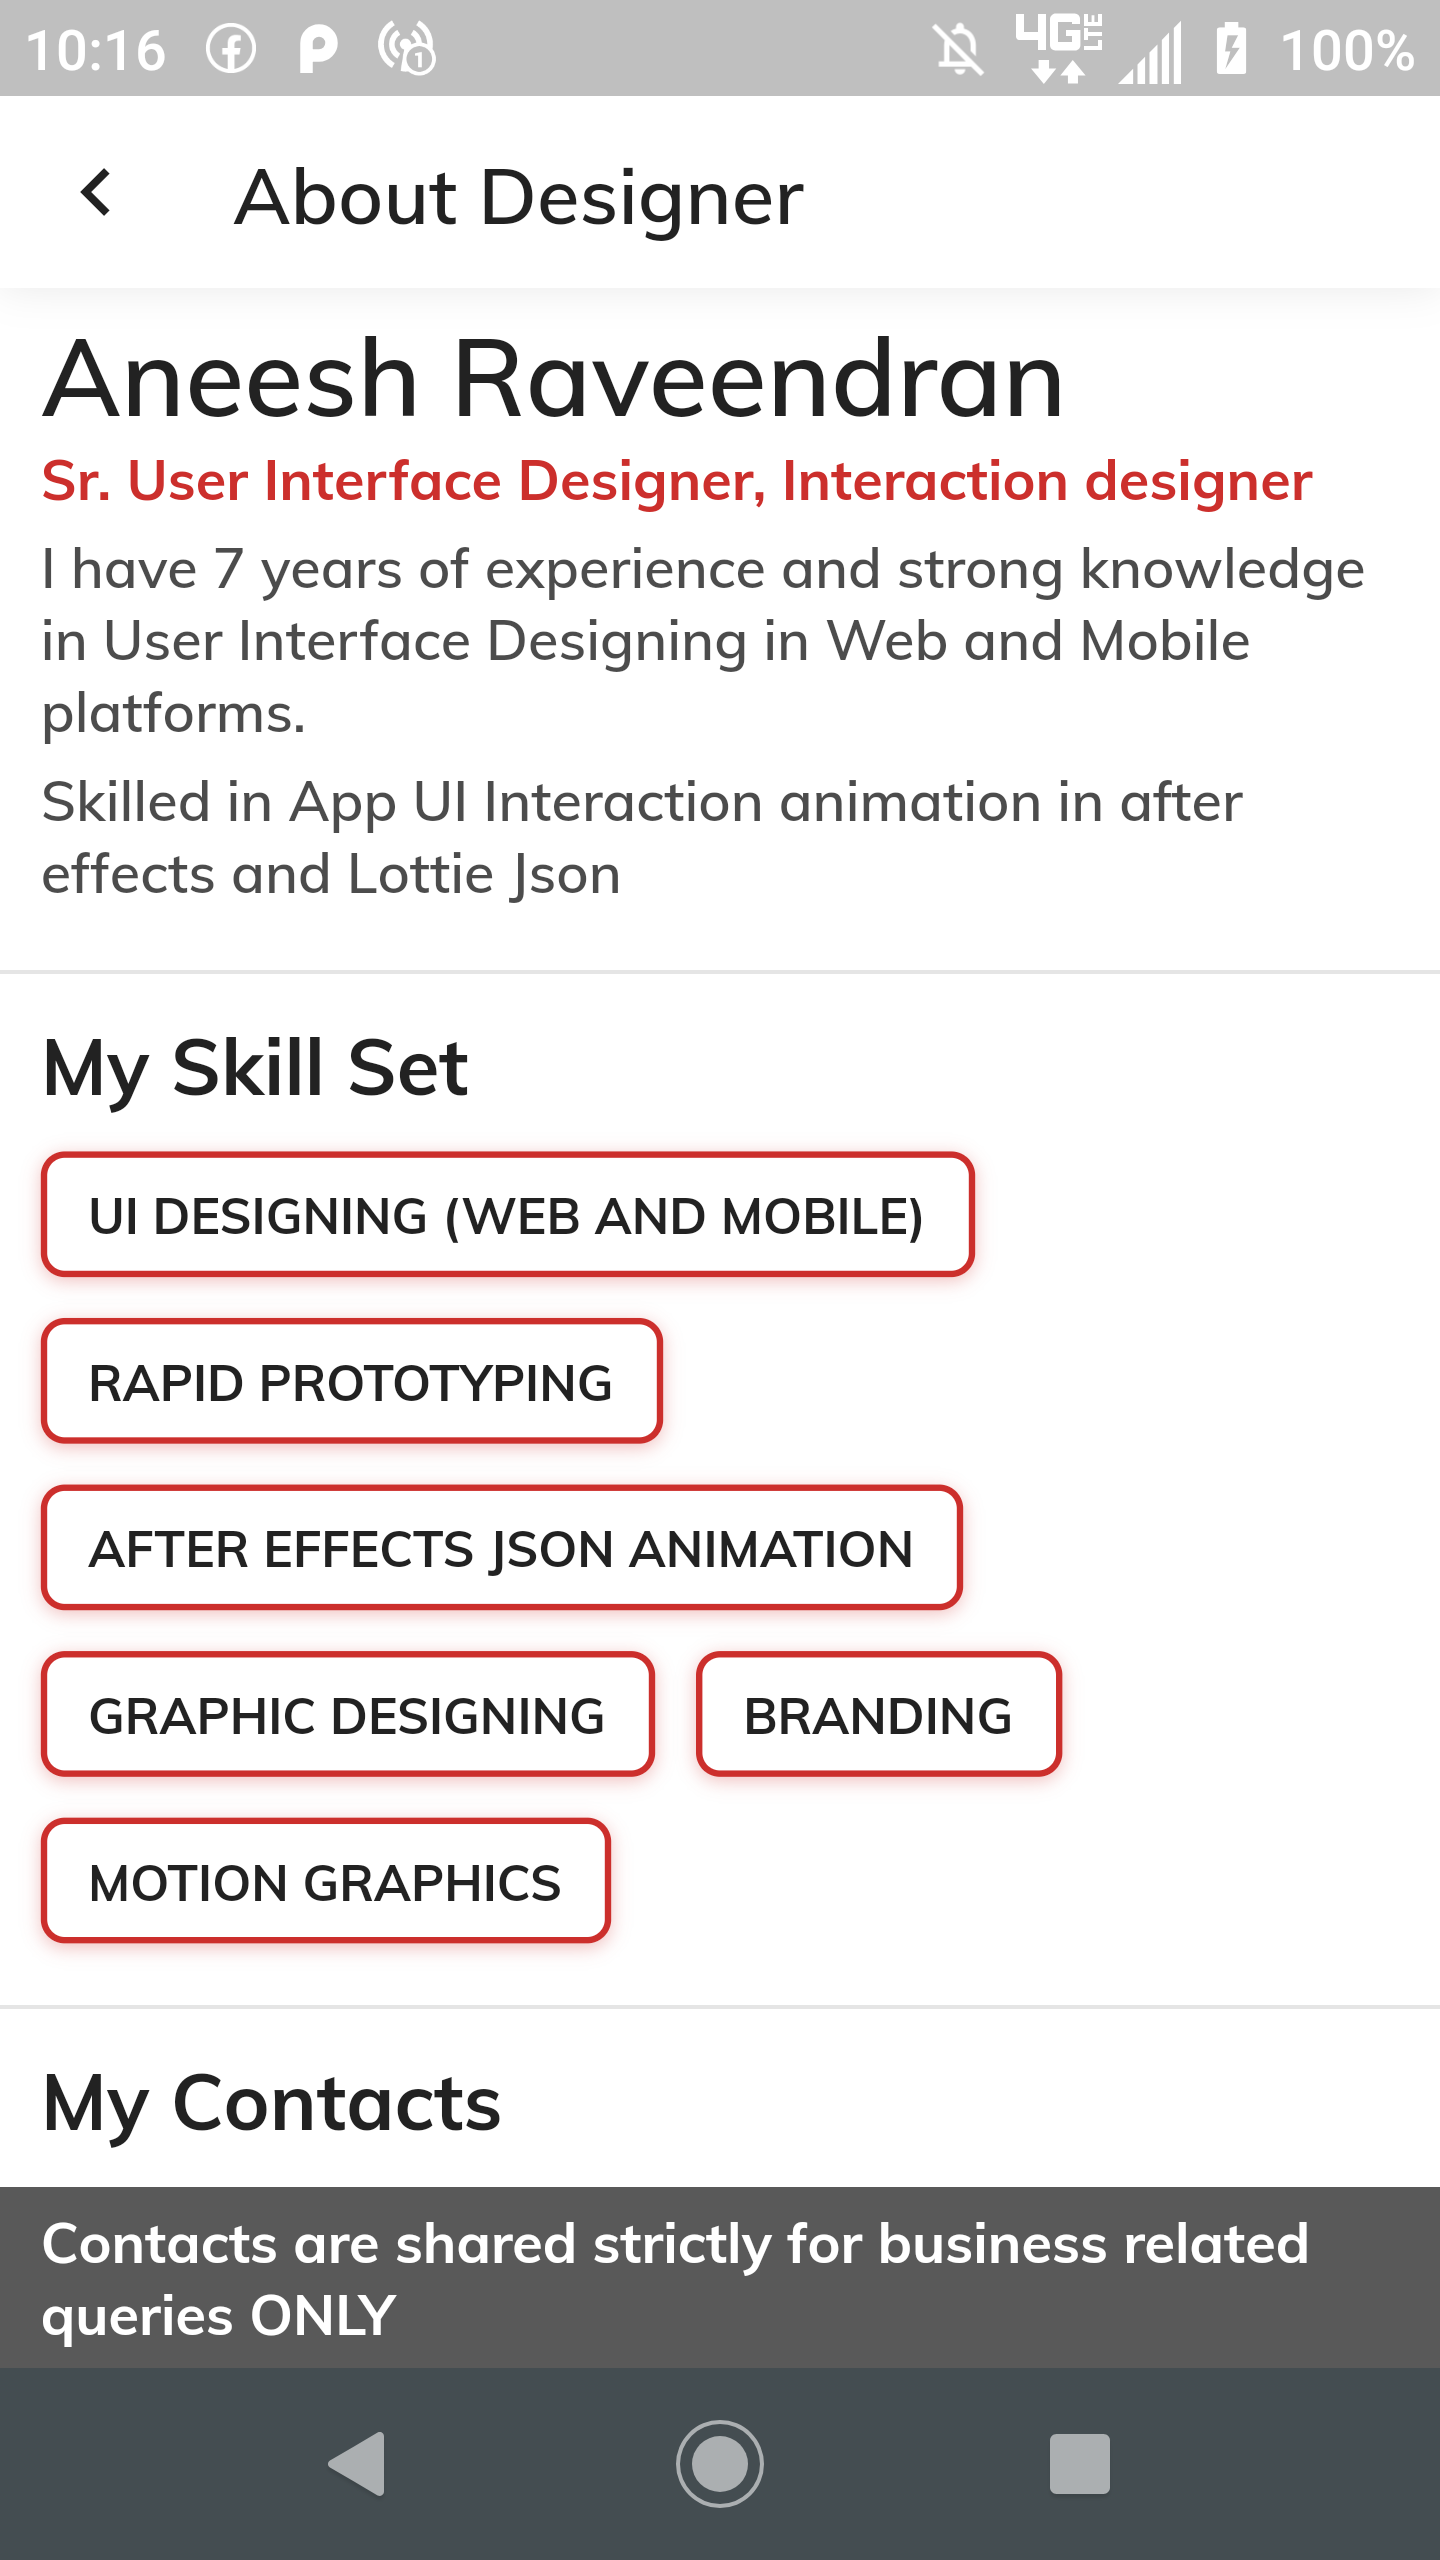 10:16
1
4G LTE
100%
About Designer
Aneesh Raveendran
Sr. User Interface Designer, Interaction designer
I have 7 years of experience and strong knowledge
in User Interface Designing in Web and Mobile
platforms.
Skilled in App UI Interaction animation in after
effects and Lottie Json
My Skill Set
UI DESIGNING (WEB AND MOBILE)
RAPID PROTOTYPING
AFTER EFFECTS JSON ANIMATION
GRAPHIC DESIGNING BRANDING
MOTION GRAPHICS
My Contacts
Contacts are shared strictly for business related
queries ONLY